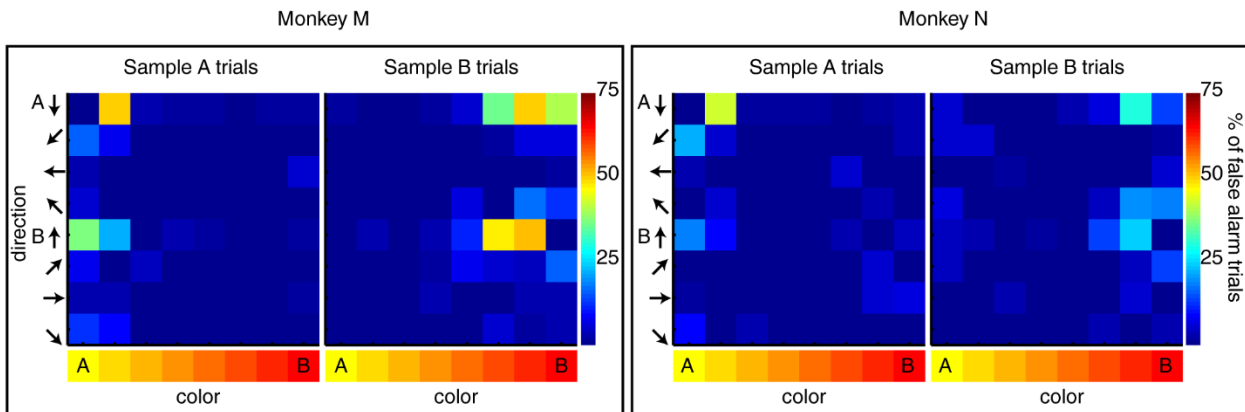 Monkey M
Monkey N
Sample A trials
Sample B trials
75
50
25
A
B
direction
A
B
color
A
B
color
Sample A trials
Sample B trials
75
50
25
% of false alarm trials
A
B
A
B
color
A
B
color